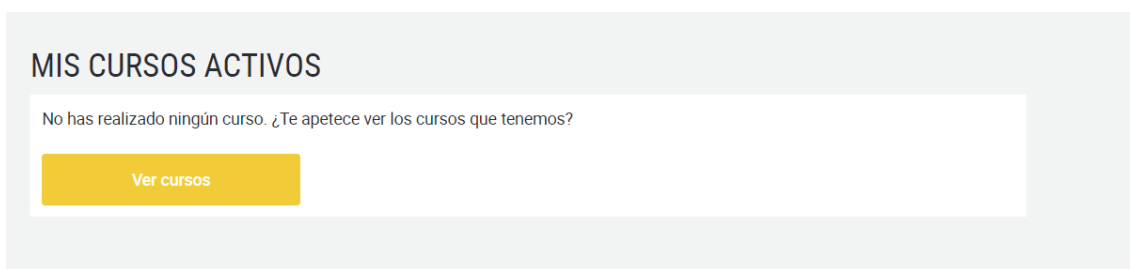 MIS CURSOS ACTIVOS
No has realizado ningún curso. ¿Te apetece ver los cursos que tenemos?
Ver cursos